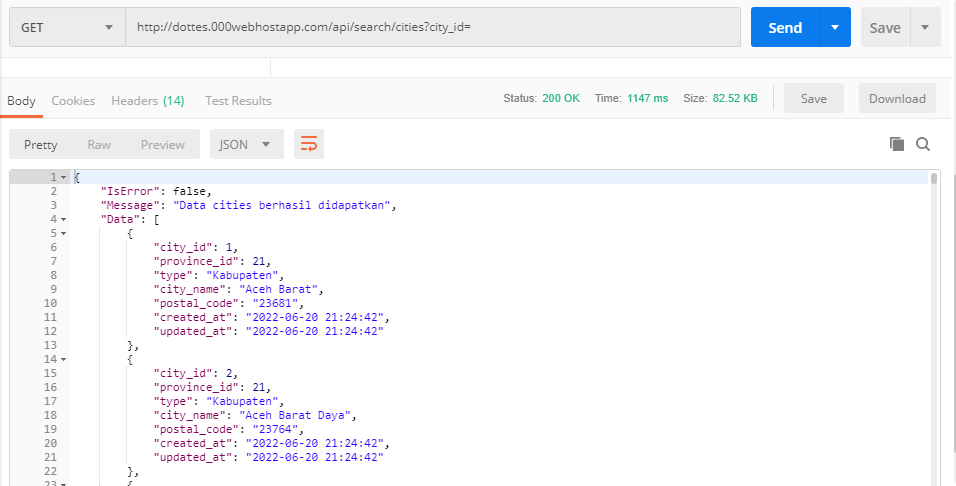 GET http://dottes.000webhostapp.com/api/search/cities?city_id= Send Save
Body Cookies Headers (14) Test Results Status: 200 OK Time: 1147 ms Size: 82.52 KB Save Download
Pretty Raw Preview JSON
1 {
2 "IsError": false,
3 "Message": "Data cities berhasil didapatkan",
4 "Data": [
5 {
6 "city_id": 1,
7 "province_id": 21,
8 "type": "Kabupaten",
9 "city_name": "Aceh Barat",
10 "postal_code": "23681",
11 "created_at": "2022-06-20 21:24:42",
12 "updated_at": "2022-06-20 21:24:42"
13 },
14 {
15 "city_id": 2,
16 "province_id": 21,
17 "type": "Kabupaten",
18 "city_name": "Aceh Barat Daya",
19 "postal_code": "23764",
20 "created_at": "2022-06-20 21:24:42",
21 "updated_at": "2022-06-20 21:24:42"
22 },
23 {